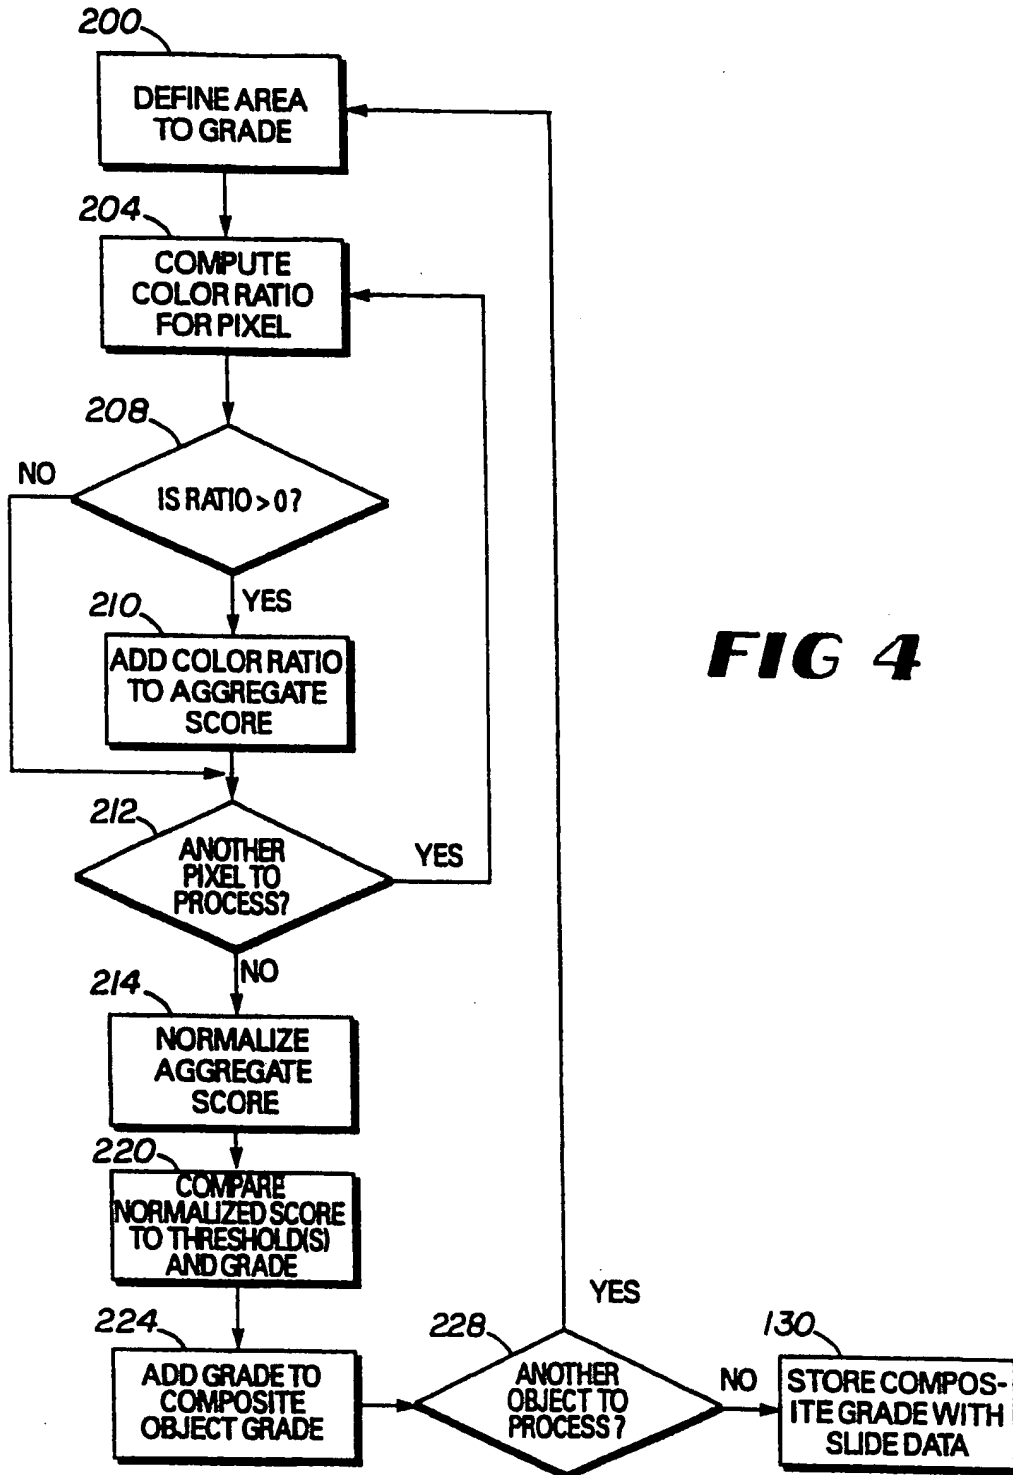 200
DEFINE AREA
TO GRADE
204
COMPUTE
COLOR RATIO
FOR PIXEL
208
NO
IS RATIO > 0?
YES
210
ADD COLOR RATIO
TO AGGREGATE
SCORE
FIG 4
212
ANOTHER
PIXEL TO
PROCESS?
YES
NO
214
NORMALIZE
AGGREGATE
SCORE
220
COMPARE
NORMALIZED SCORE
TO THRESHOLD(S)
AND GRADE
224
ADD GRADE TO
COMPOSITE
OBJECT GRADE
228
ANOTHER
OBJECT TO
PROCESS?
YES
NO
130
STORE COMPOS-
ITE GRADE WITH
SLIDE DATA